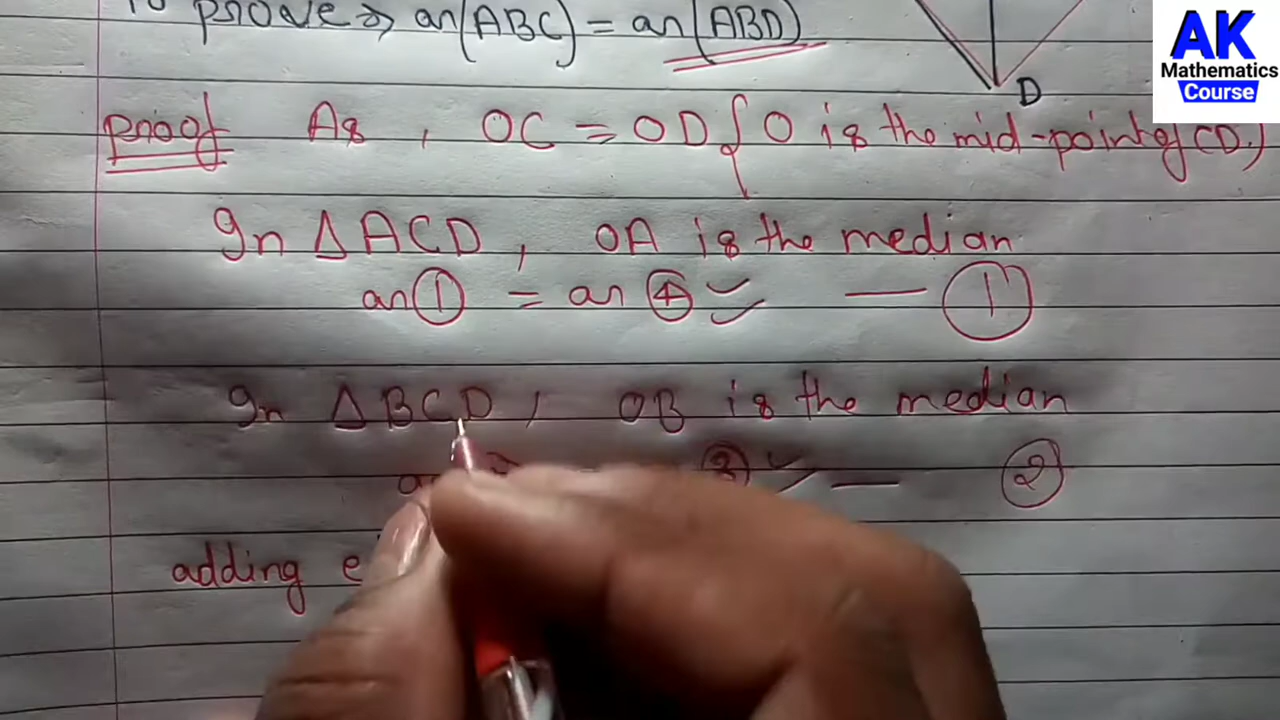 To prove ⇒ ar(ABC) = ar(ABD)
AK
Mathematics
Course
D
proof As, OC = OD { O is the mid-point of CD.)
In ΔACD, OA is the median
ar ① = ar ④ — ①
In ΔBCD, OB is the median
③ — ②
adding